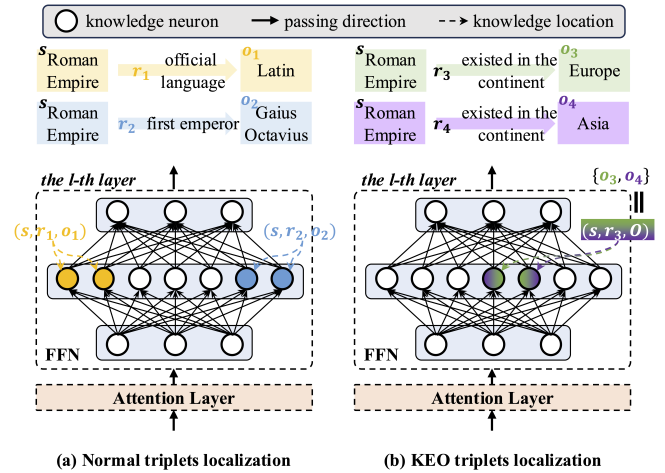 knowledge neuron passing direction knowledge location
s Roman Empire r1 official language o1 Latin
s Roman Empire r2 first emperor o2 Gaius Octavius
the l-th layer
(s, r1, o1) (s, r2, o2)
FFN
Attention Layer
(a) Normal triplets localization
s Roman Empire r3 existed in the continent o3 Europe
s Roman Empire r4 existed in the continent o4 Asia
the l-th layer
{o3, o4}
=
(s, r3, O)
FFN
Attention Layer
(b) KEO triplets localization